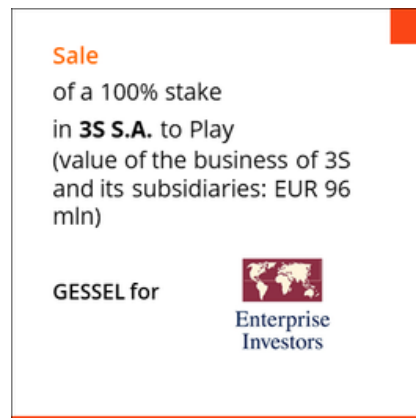 Sale
of a 100% stake
in 3S S.A. to Play
(value of the business of 3S
and its subsidiaries: EUR 96
mln)
GESSEL for
Enterprise
Investors